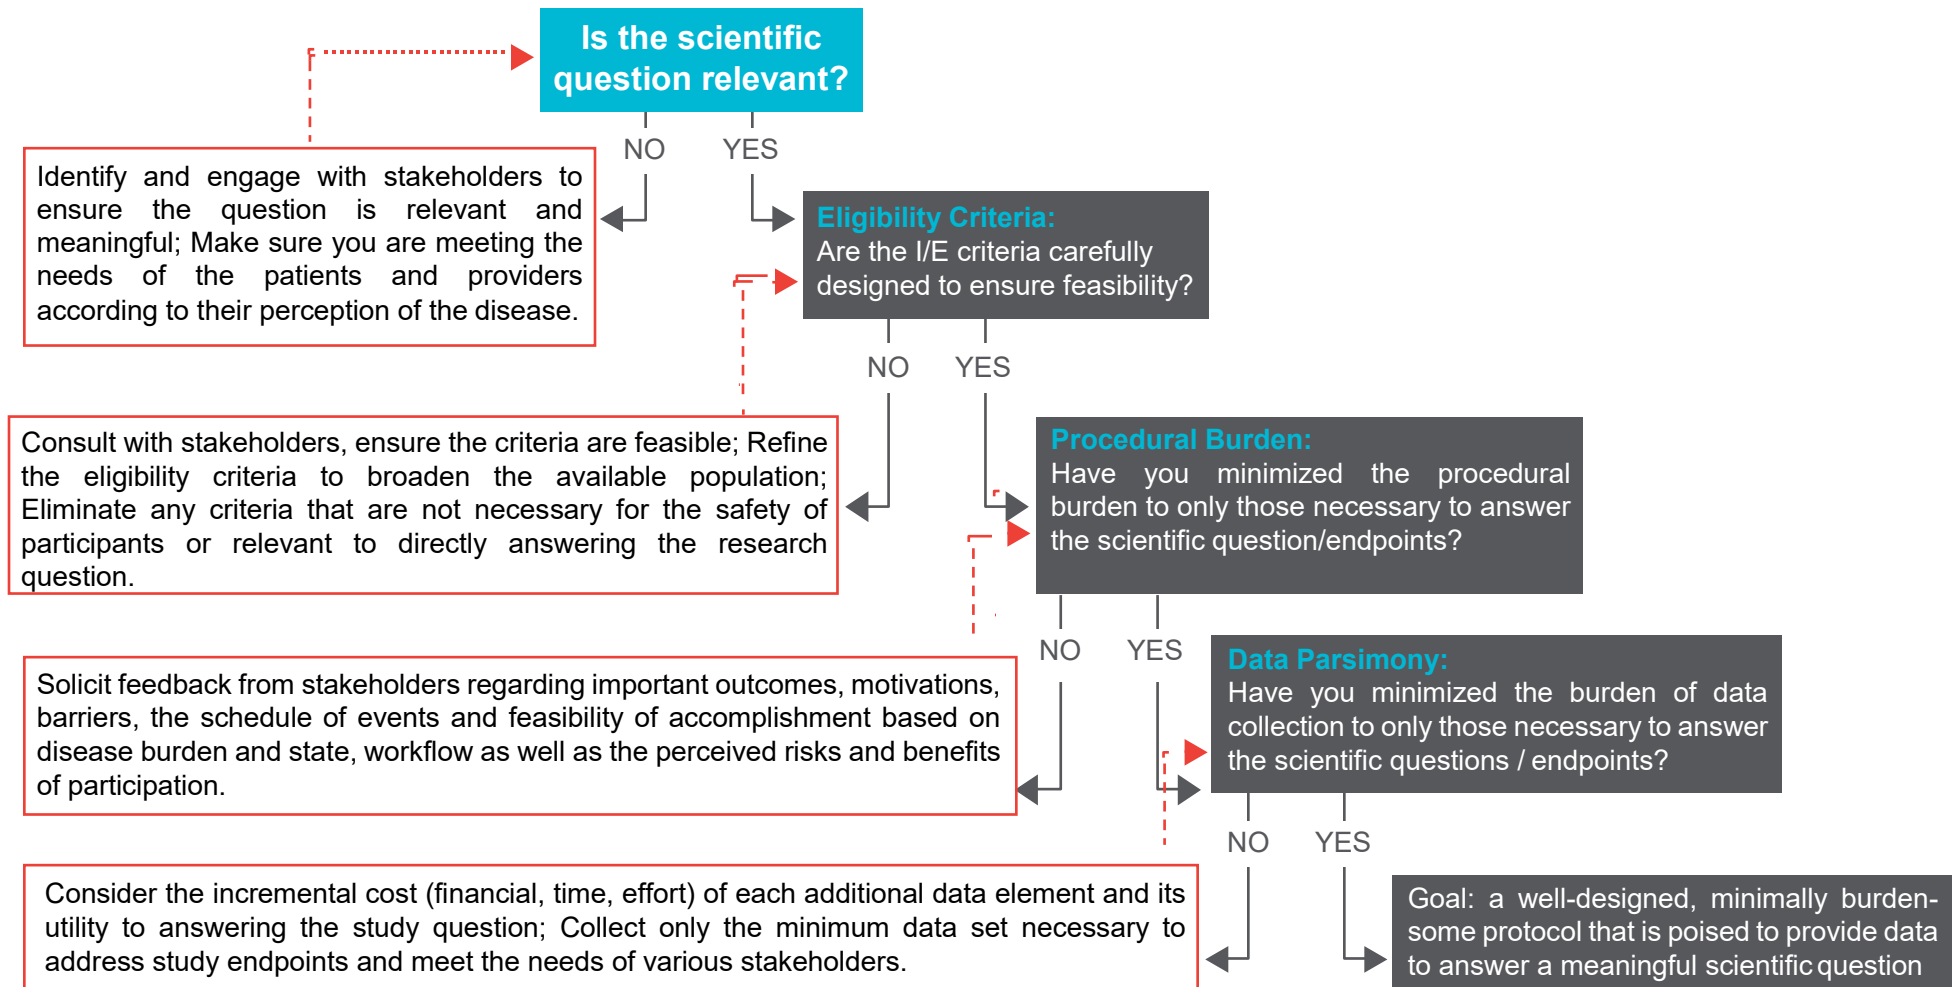 Is the scientific
question relevant?
NO
YES
Identify and engage with stakeholders to
ensure the question is relevant and
meaningful; Make sure you are meeting the
needs of the patients and providers
according to their perception of the disease.
Eligibility Criteria:
Are the I/E criteria carefully
designed to ensure feasibility?
NO
YES
Consult with stakeholders, ensure the criteria are feasible; Refine
the eligibility criteria to broaden the available population;
Eliminate any criteria that are not necessary for the safety of
participants or relevant to directly answering the research
question.
Procedural Burden:
Have you minimized the procedural
burden to only those necessary to answer
the scientific question/endpoints?
NO
YES
Solicit feedback from stakeholders regarding important outcomes, motivations,
barriers, the schedule of events and feasibility of accomplishment based on
disease burden and state, workflow as well as the perceived risks and benefits
of participation.
Data Parsimony:
Have you minimized the burden of data
collection to only those necessary to answer
the scientific questions / endpoints?
NO
YES
Consider the incremental cost (financial, time, effort) of each additional data element and its
utility to answering the study question; Collect only the minimum data set necessary to
address study endpoints and meet the needs of various stakeholders.
Goal: a well-designed, minimally burden-
some protocol that is poised to provide data
to answer a meaningful scientific question